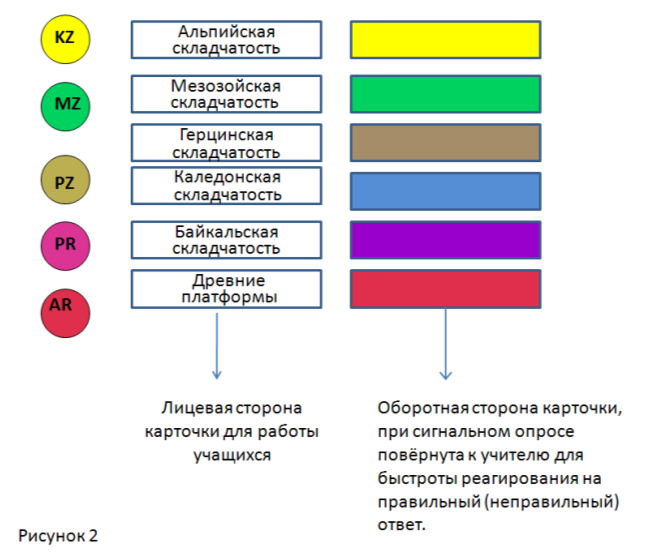 KZ
Альпийская
складчатость
MZ
Мезозойская
складчатость
Герцинская
складчатость
PZ
Каледонская
складчатость
PR
Байкальская
складчатость
AR
Древние
платформы
Лицевая сторона
карточки для работы
учащихся
Оборотная сторона карточки,
при сигнальном опросе
повёрнута к учителю для
быстроты реагирования на
правильный (неправильный)
ответ.
Рисунок 2